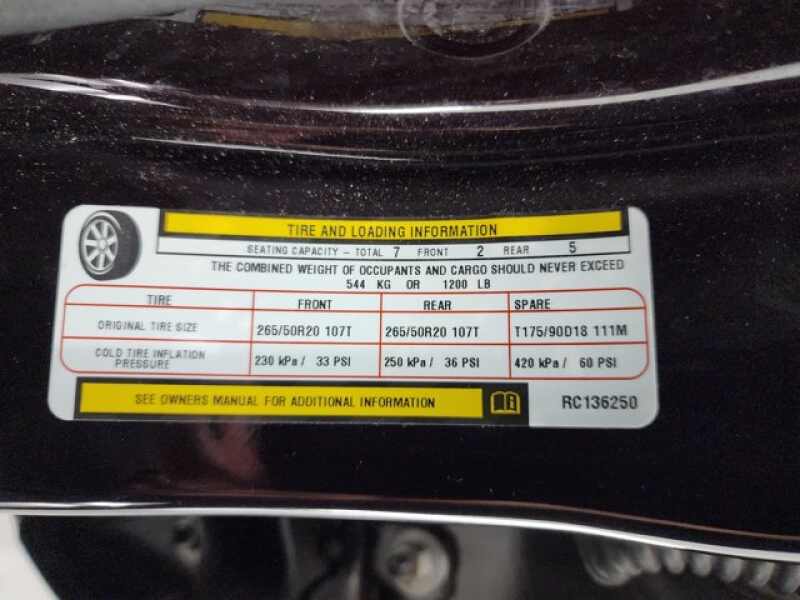 TIRE AND LOADING INFORMATION
SEATING CAPACITY – TOTAL 7 FRONT 2 REAR 5
THE COMBINED WEIGHT OF OCCUPANTS AND CARGO SHOULD NEVER EXCEED
544 KG OR 1200 LB
TIRE FRONT REAR SPARE
ORIGINAL TIRE SIZE 265/50R20 107T 265/50R20 107T T175/90D18 111M
COLD TIRE INFLATION PRESSURE 230 kPa / 33 PSI 250 kPa / 36 PSI 420 kPa / 60 PSI
SEE OWNERS MANUAL FOR ADDITIONAL INFORMATION
RC136250